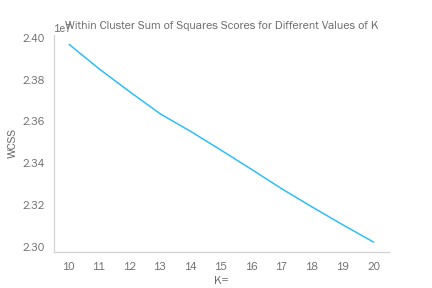 Within Cluster Sum of Squares Scores for Different Values of K
1e7
2.40
2.38
2.36
2.34
2.32
2.30
WCSS
10 11 12 13 14 15 16 17 18 19 20
K=